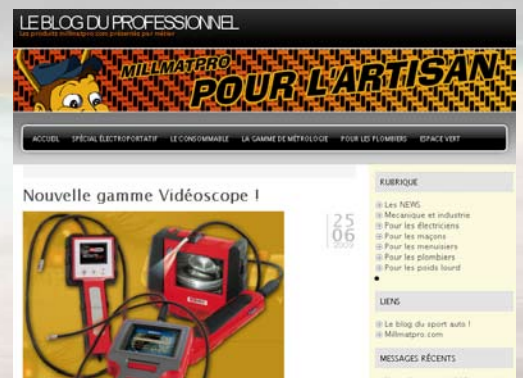 LE BLOG DU PROFESSIONNEL
Les produits millmatpro.com présentés par métier
MILLMATPRO
POUR L'ARTISAN
ACCUEIL SPÉCIAL ÉLECTROPORTATIF LE CONSOMMABLE LA GAMME DE MÉTROLOGIE POUR LES PLOMBIERS ESPACE VERT
Nouvelle gamme Vidéoscope !
25
06
2009
RUBRIQUE
Les NEWS
Mecanique et industrie
Pour les électriciens
Pour les maçons
Pour les menuisiers
Pour les plombiers
Pour les poids lourd
LIENS
Le blog du sport auto !
Millmatpro.com
MESSAGES RÉCENTS